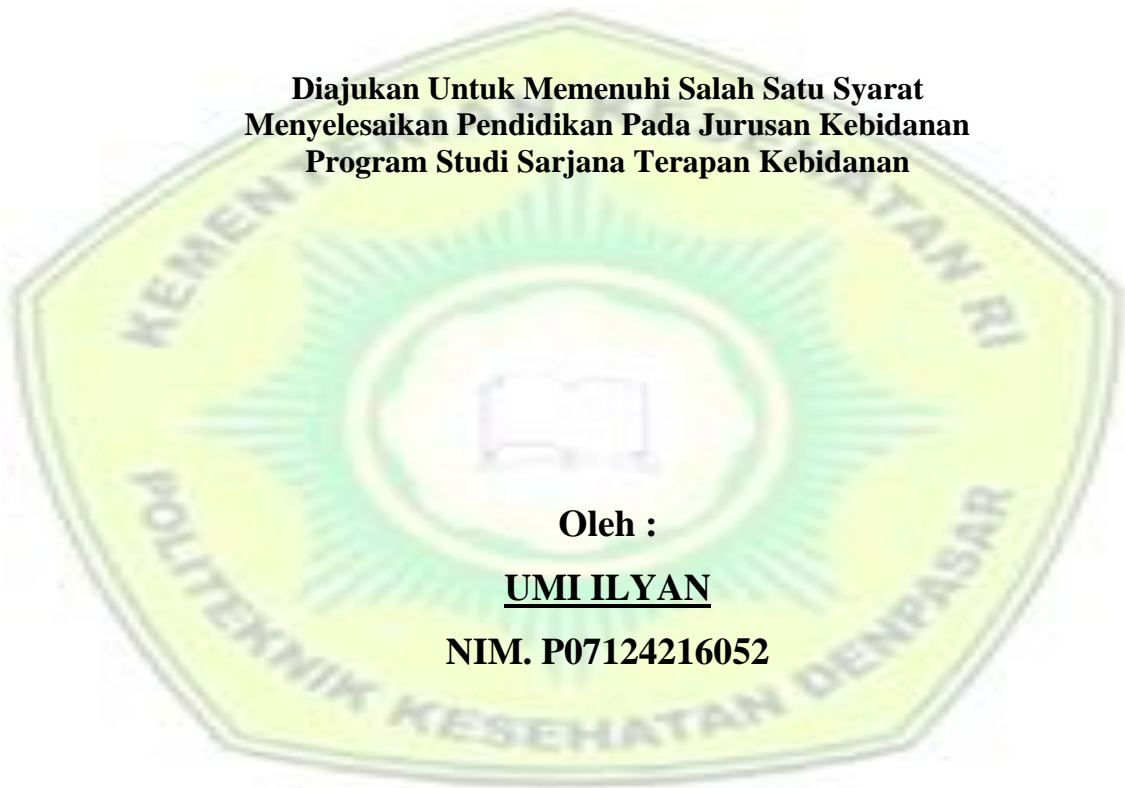 Diajukan Untuk Memenuhi Salah Satu Syarat
Menyelesaikan Pendidikan Pada Jurusan Kebidanan
Program Studi Sarjana Terapan Kebidanan
KEMENTERIAN KESEHATAN RI
Oleh :
UMI ILYAN
NIM. P07124216052
POLITEKNIK KESEHATAN DENPASAR